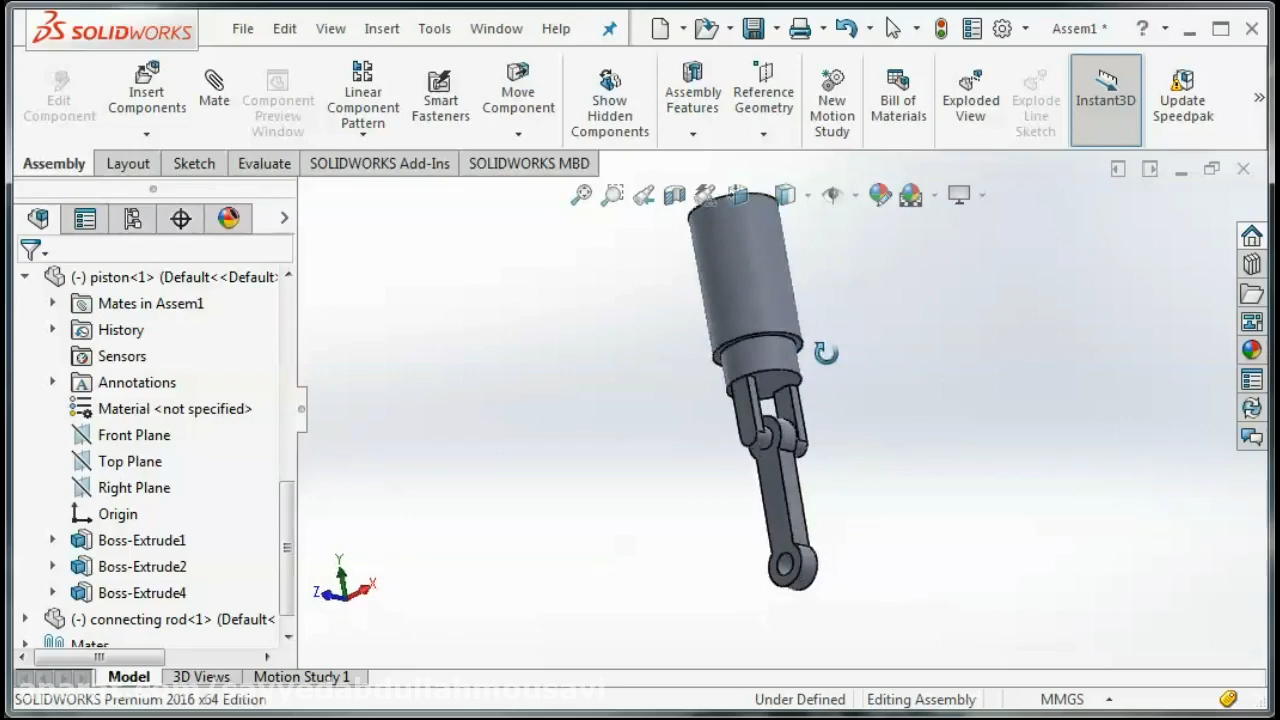 SOLIDWORKS File Edit View Insert Tools Window Help Assem1 * ?
Edit Component
Insert Components
Mate
Component Preview Window
Linear Component Pattern
Smart Fasteners
Move Component
Show Hidden Components
Assembly Features
Reference Geometry
New Motion Study
Bill of Materials
Exploded View
Explode Line Sketch
Instant3D
Update Speedpak
Assembly Layout Sketch Evaluate SOLIDWORKS Add-Ins SOLIDWORKS MBD
(-) piston<1> (Default<<Default>
Mates in Assem1
History
Sensors
Annotations
Material <not specified>
Front Plane
Top Plane
Right Plane
Origin
Boss-Extrude1
Boss-Extrude2
Boss-Extrude4
(-) connecting rod<1> (Default<
Mates
Y
Z
X
Model 3D Views Motion Study 1
SOLIDWORKS Premium 2016 x64 Edition Under Defined Editing Assembly MMGS